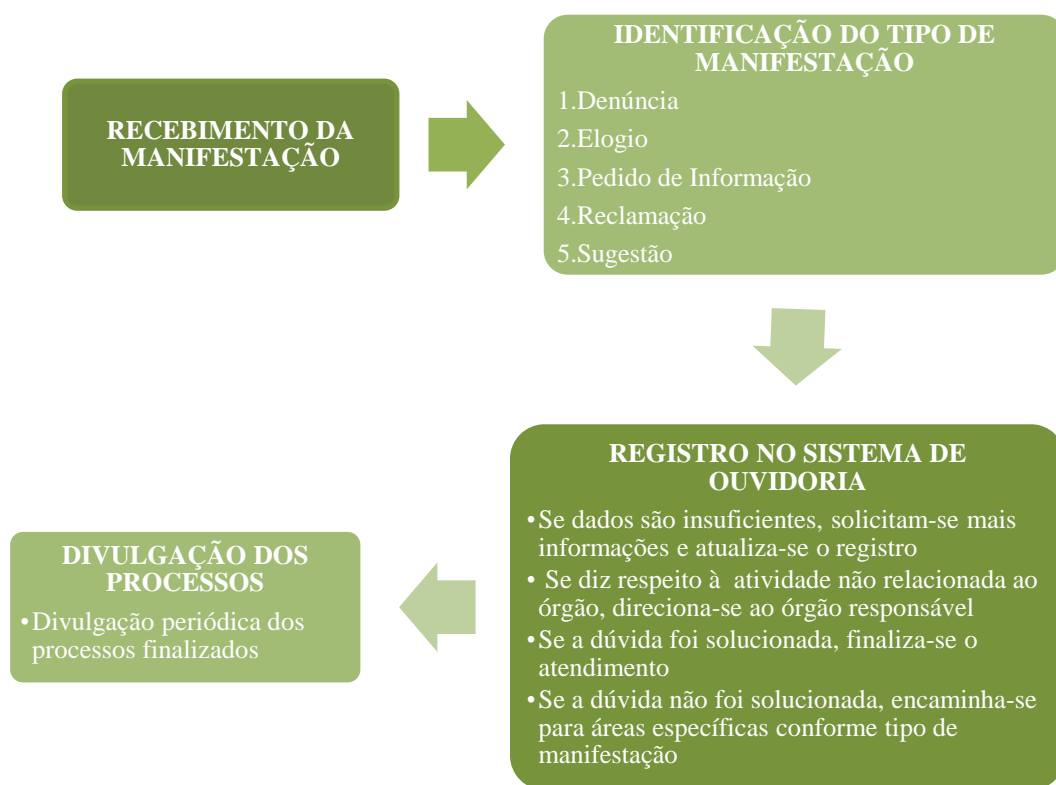 RECEBIMENTO DA
MANIFESTAÇÃO
IDENTIFICAÇÃO DO TIPO DE
MANIFESTAÇÃO
1.Denúncia
2.Elogio
3.Pedido de Informação
4.Reclamação
5.Sugestão
REGISTRO NO SISTEMA DE
OUVIDORIA
•Se dados são insuficientes, solicitam-se mais
informações e atualiza-se o registro
• Se diz respeito à atividade não relacionada ao
órgão, direciona-se ao órgão responsável
•Se a dúvida foi solucionada, finaliza-se o
atendimento
•Se a dúvida não foi solucionada, encaminha-se
para áreas específicas conforme tipo de
manifestação
DIVULGAÇÃO DOS
PROCESSOS
•Divulgação periódica dos
processos finalizados